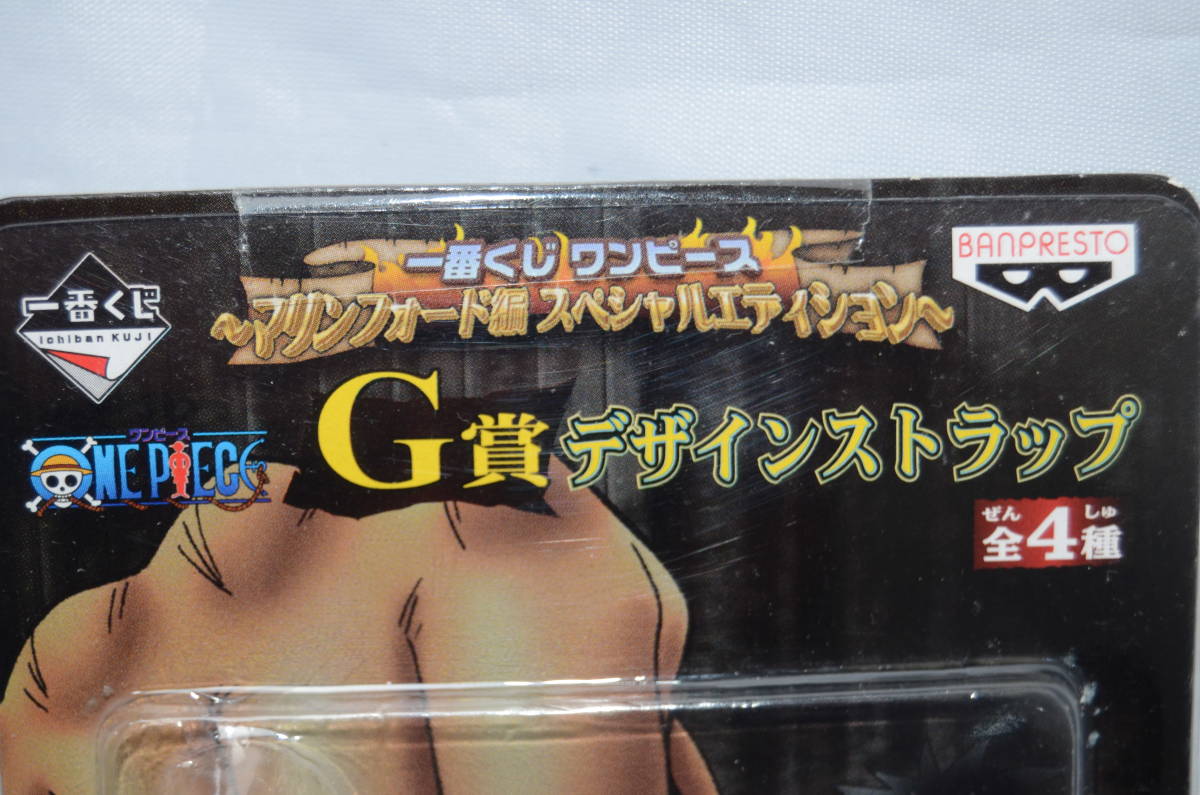 一番くじ ワンピース
～マリンフォード編 スペシャルエディション～
BANPRESTO
一番くじ
Ichiban KUJI
G賞 デザインストラップ
ワンピース
ONE PIECE
ぜん しゅ
全4種